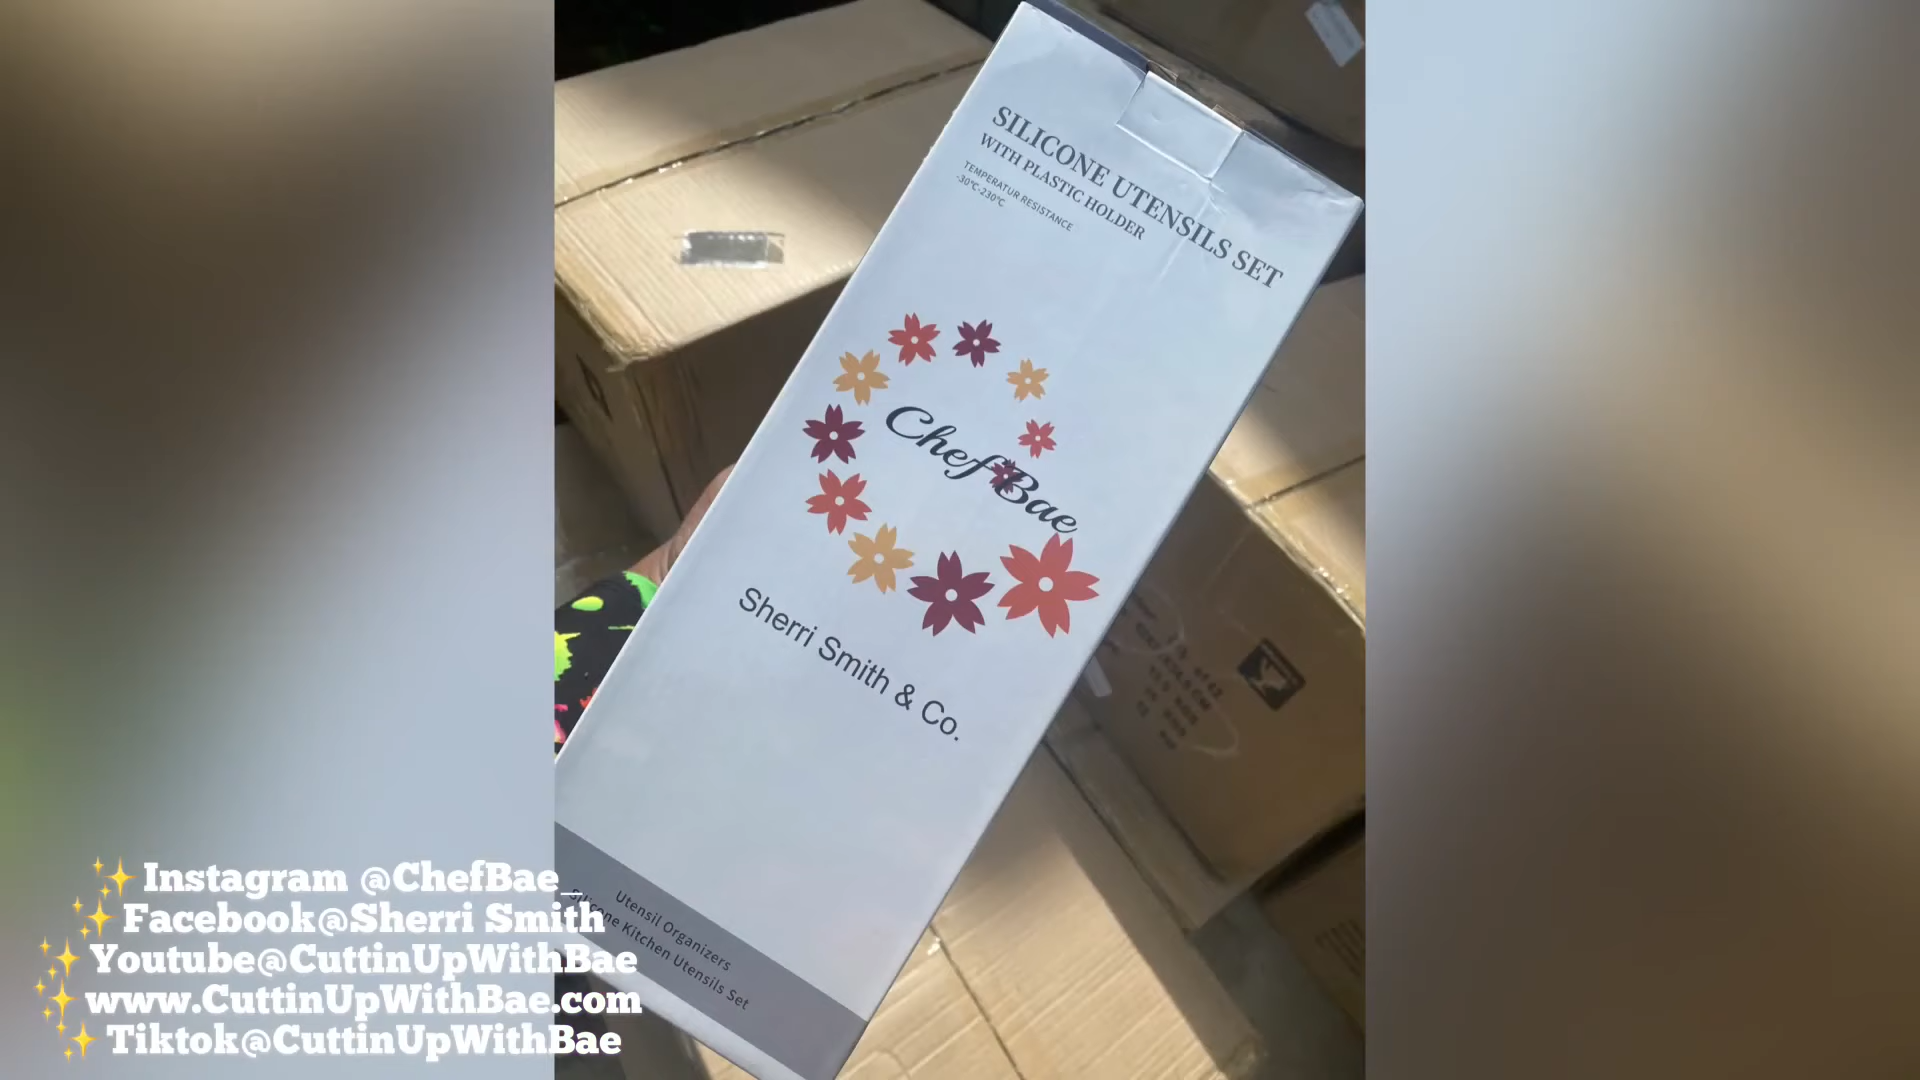 SILICONE UTENSILS SET
WITH PLASTIC HOLDER
TEMPERATUR RESISTANCE
-30℃-230℃
Chef Bae
Sherri Smith & Co.
Utensil Organizers
Silicone Kitchen Utensils Set
✨ Instagram @ChefBae_
✨ Facebook@Sherri Smith
✨ Youtube@CuttinUpWithBae
✨ www.CuttinUpWithBae.com
✨ Tiktok@CuttinUpWithBae